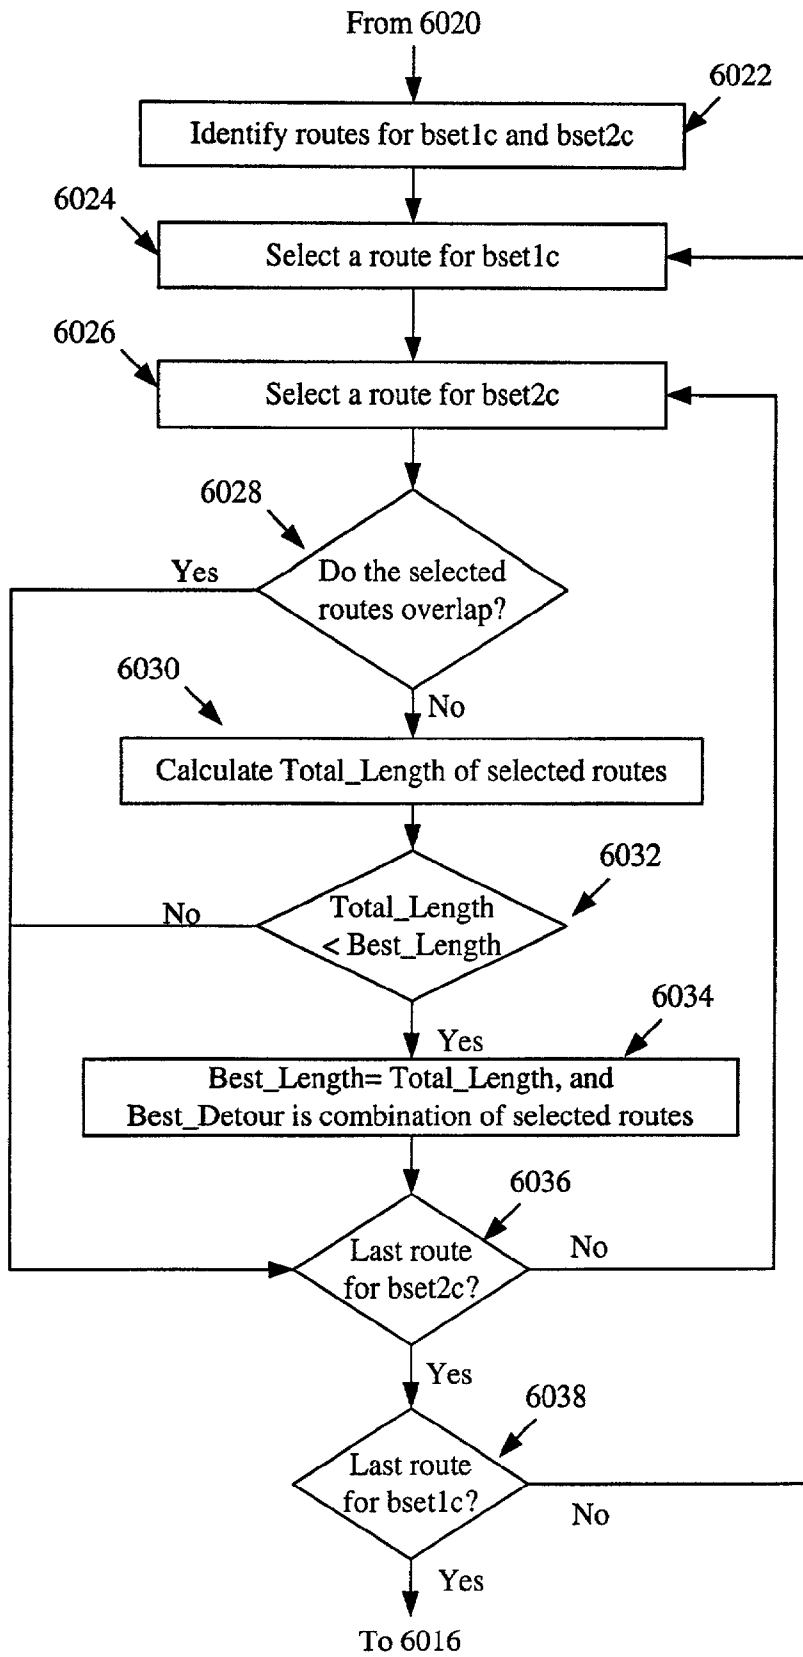 From 6020
6022
Identify routes for bset1c and bset2c
6024
Select a route for bset1c
6026
Select a route for bset2c
6028
Yes
Do the selected
routes overlap?
6030
No
Calculate Total_Length of selected routes
6032
No
Total_Length
< Best_Length
6034
Yes
Best_Length= Total_Length, and
Best_Detour is combination of selected routes
6036
Last route
for bset2c?
No
Yes
6038
Last route
for bset1c?
No
Yes
To 6016